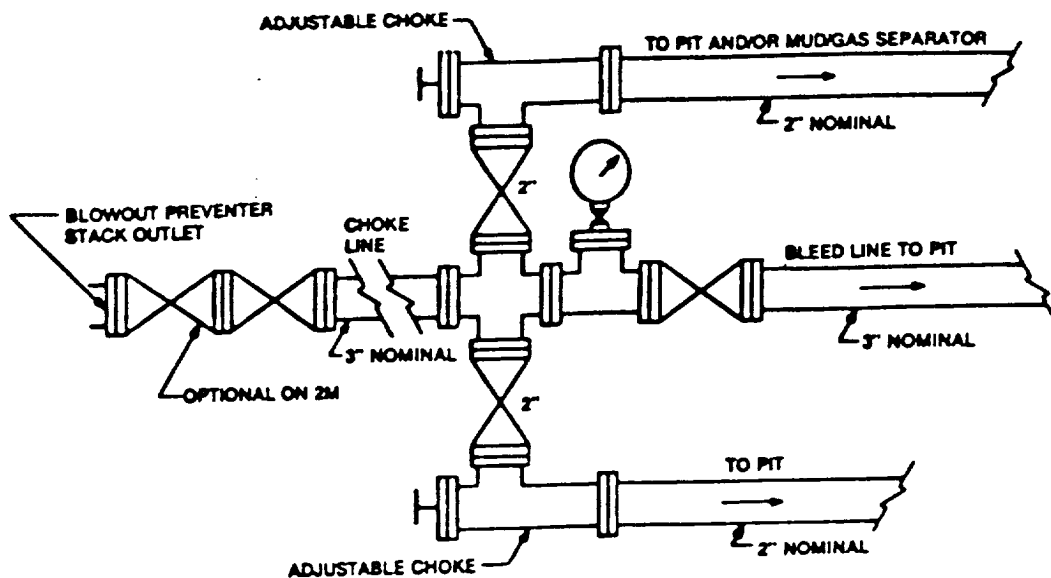 ADJUSTABLE CHOKE
TO PIT AND/OR MUD/GAS SEPARATOR
2" NOMINAL
2"
BLOWOUT PREVENTER
STACK OUTLET
CHOKE
LINE
BLEED LINE TO PIT
3" NOMINAL
3" NOMINAL
OPTIONAL ON 2M
2"
TO PIT
2" NOMINAL
ADJUSTABLE CHOKE